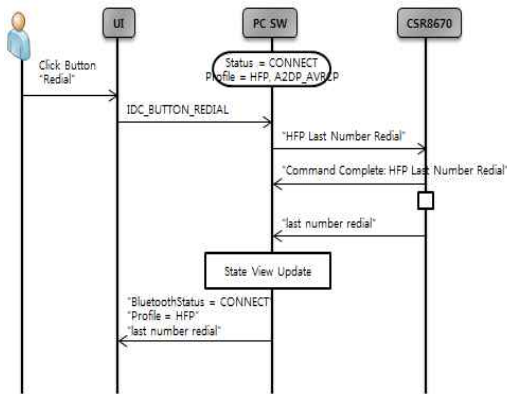 UI
PC SW
CSR8670
Status = CONNECT
Profile = HFP, A2DP_AVRCP
Click Button
"Redial"
IDC_BUTTON_REDIAL
"HFP Last Number Redial"
"Command Complete: HFP Last Number Redial"
"last number redial"
State View Update
"BluetoothStatus = CONNECT"
"Profile = HFP"
"last number redial"